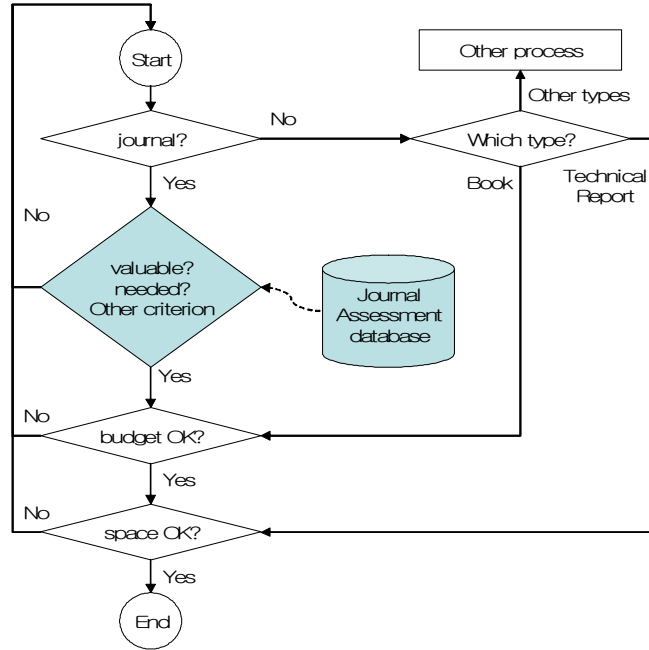 Start
Other process
Other types
journal?
No
Which type?
Yes
Book
Technical
Report
No
valuable?
needed?
Other criterion
Journal
Assessment
database
Yes
No
budget OK?
Yes
No
space OK?
Yes
End